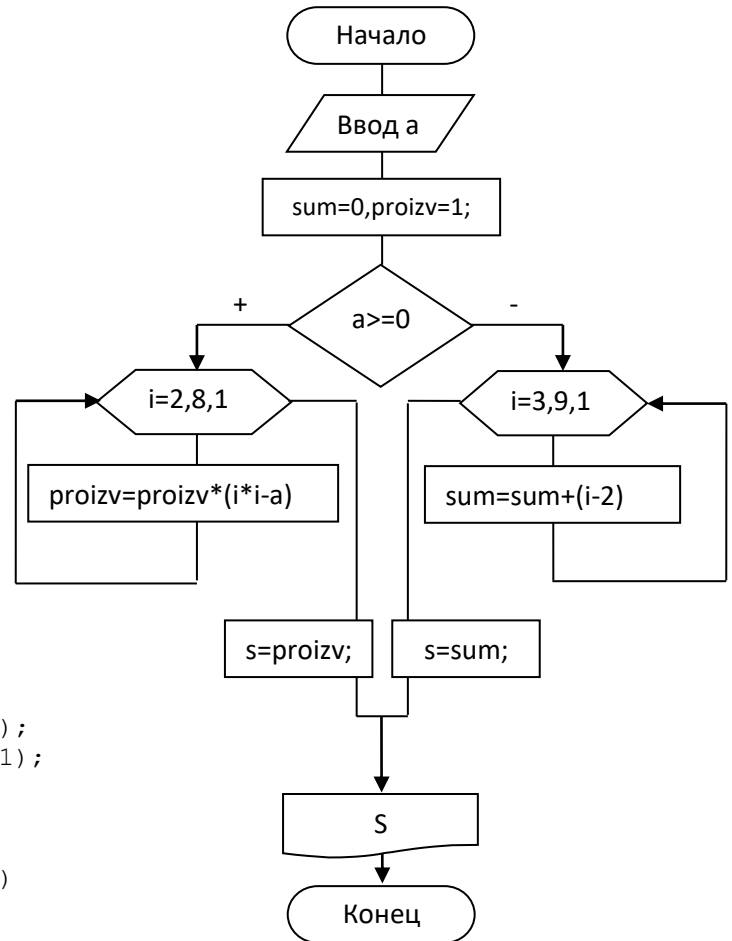 Начало
Ввод a
sum=0,proizv=1;
+
a>=0
-
i=2,8,1
i=3,9,1
proizv=proizv*(i*i-a)
sum=sum+(i-2)
s=proizv;
s=sum;
);
1);
S
)
Конец